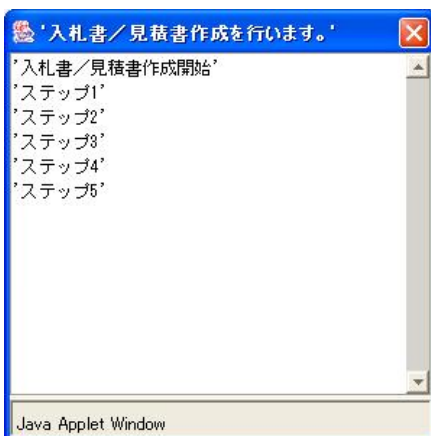 '入札書／見積書作成を行います。'
'入札書／見積書作成開始'
'ステップ1'
'ステップ2'
'ステップ3'
'ステップ4'
'ステップ5'
Java Applet Window